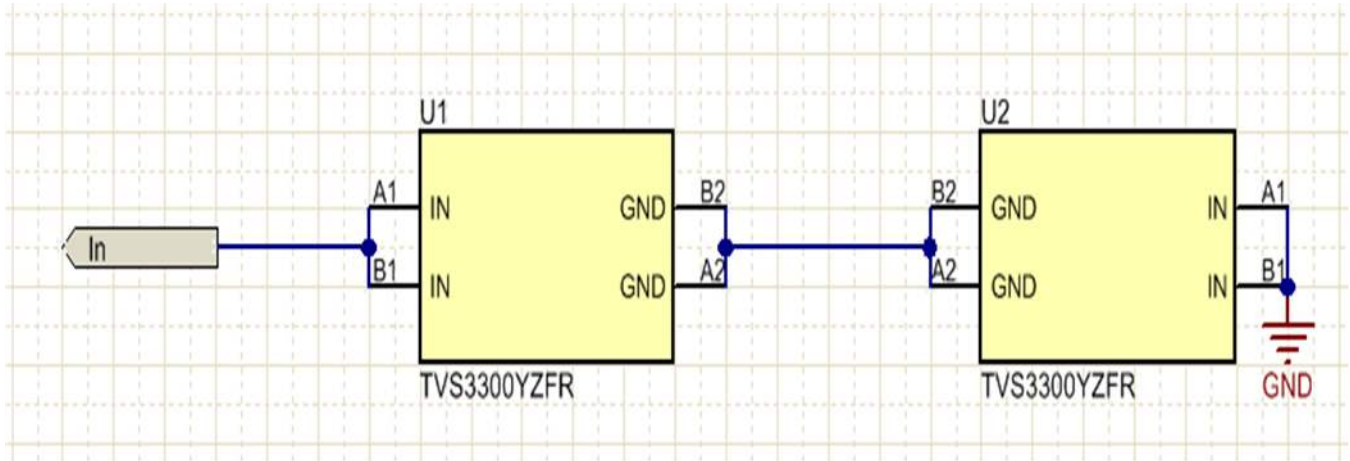 U1
U2
A1 IN GND B2
B2 GND IN A1
In
B1 IN GND A2
A2 GND IN B1
TVS3300YZFR
TVS3300YZFR
GND